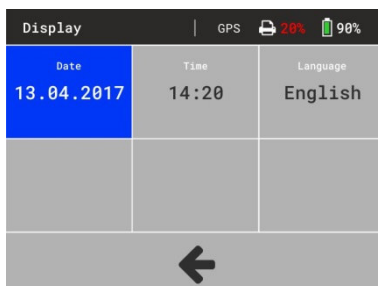 Display | GPS 20% 90%
Date Time Language
13.04.2017 14:20 English